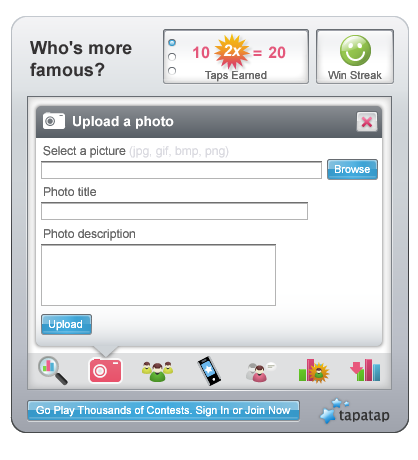 Who's more
famous?
10 2x = 20
Taps Earned
Win Streak
Upload a photo
Select a picture (jpg, gif, bmp, png)
Browse
Photo title
Photo description
Upload
Go Play Thousands of Contests. Sign In or Join Now
tapatap